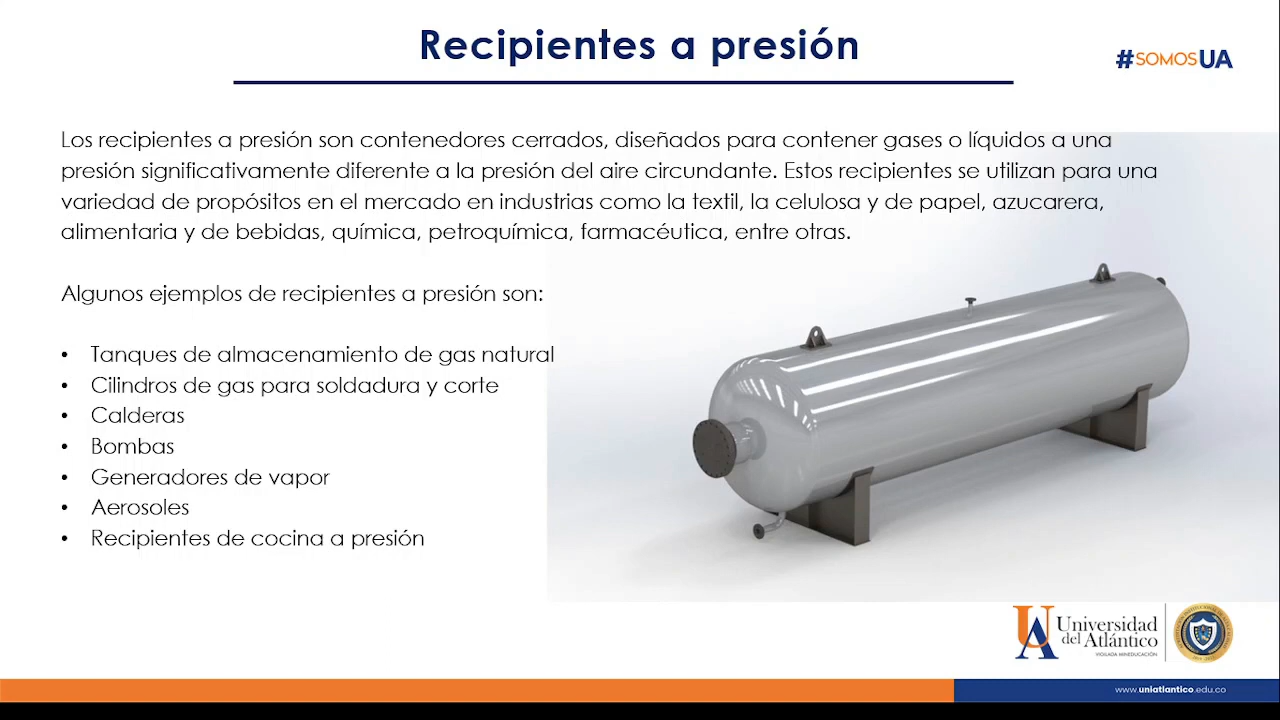 Recipientes a presión
#SOMOSUA
Los recipientes a presión son contenedores cerrados, diseñados para contener gases o líquidos a una
presión significativamente diferente a la presión del aire circundante. Estos recipientes se utilizan para una
variedad de propósitos en el mercado en industrias como la textil, la celulosa y de papel, azucarera,
alimentaria y de bebidas, química, petroquímica, farmacéutica, entre otras.
Algunos ejemplos de recipientes a presión son:
• Tanques de almacenamiento de gas natural
• Cilindros de gas para soldadura y corte
• Calderas
• Bombas
• Generadores de vapor
• Aerosoles
• Recipientes de cocina a presión
UA
Universidad
del Atlántico
VIGILADA MINEDUCACIÓN
www.uniatlantico.edu.co